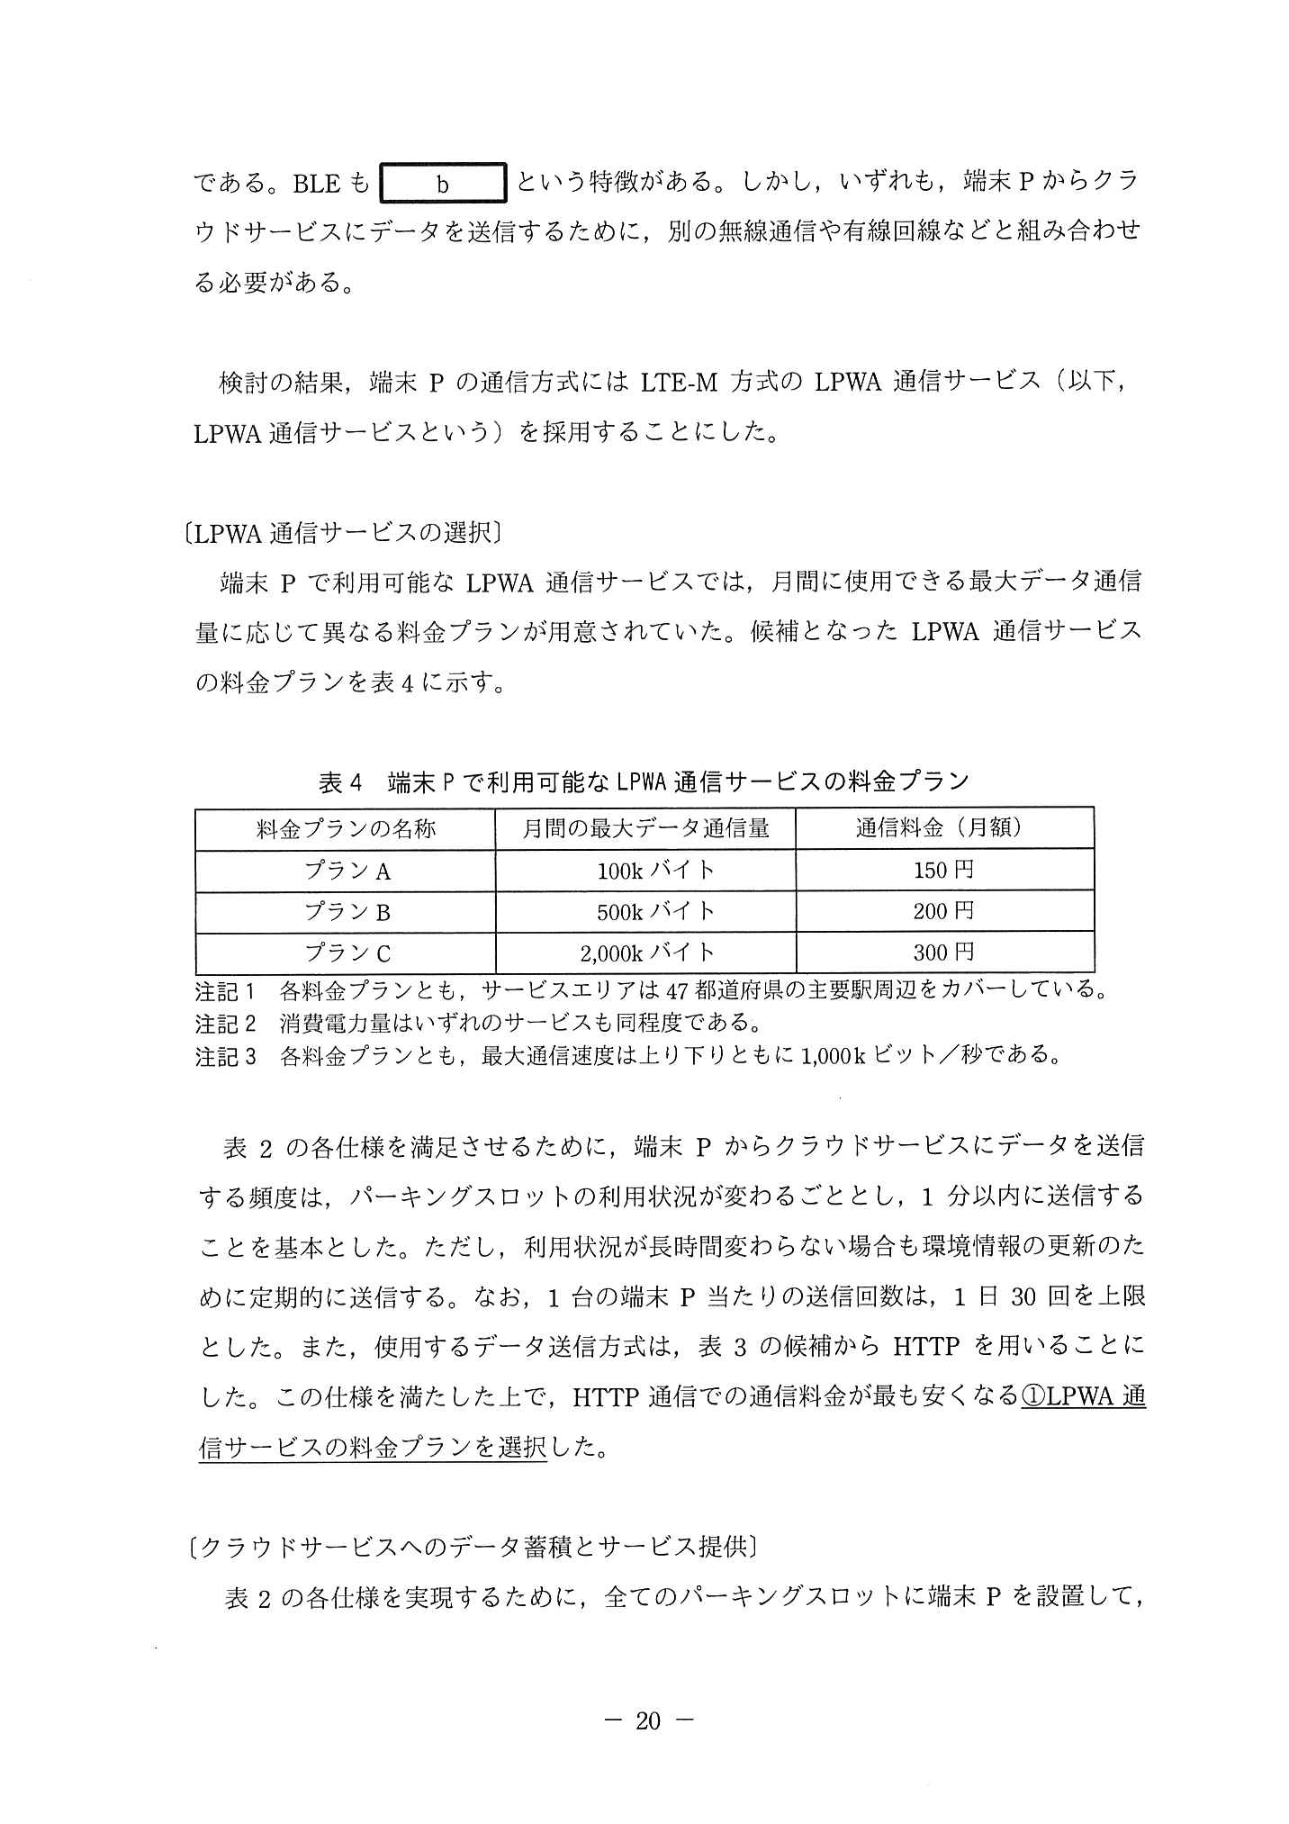 である。BLE も b という特徴がある。しかし，いずれも，端末 P からクラ
ウドサービスにデータを送信するために，別の無線通信や有線回線などと組み合わせ
る必要がある。
検討の結果，端末 P の通信方式には LTE-M 方式の LPWA 通信サービス（以下，
LPWA 通信サービスという）を採用することにした。
〔LPWA 通信サービスの選択〕
端末 P で利用可能な LPWA 通信サービスでは，月間に使用できる最大データ通信
量に応じて異なる料金プランが用意されていた。候補となった LPWA 通信サービス
の料金プランを表 4 に示す。
表 4 端末 P で利用可能な LPWA 通信サービスの料金プラン
料金プランの名称 月間の最大データ通信量 通信料金（月額）
プラン A 100k バイト 150 円
プラン B 500k バイト 200 円
プラン C 2,000k バイト 300 円
注記 1 各料金プランとも，サービスエリアは 47 都道府県の主要駅周辺をカバーしている。
注記 2 消費電力量はいずれのサービスも同程度である。
注記 3 各料金プランとも，最大通信速度は上り下りともに 1,000k ビット／秒である。
表 2 の各仕様を満足させるために，端末 P からクラウドサービスにデータを送信
する頻度は，パーキングスロットの利用状況が変わるごととし，1 分以内に送信する
ことを基本とした。ただし，利用状況が長時間変わらない場合も環境情報の更新のた
めに定期的に送信する。なお，1 台の端末 P 当たりの送信回数は，1 日 30 回を上限
とした。また，使用するデータ送信方式は，表 3 の候補から HTTP を用いることに
した。この仕様を満たした上で，HTTP 通信での通信料金が最も安くなる①LPWA 通
信サービスの料金プランを選択した。
〔クラウドサービスへのデータ蓄積とサービス提供〕
表 2 の各仕様を実現するために，全てのパーキングスロットに端末 P を設置して，
－ 20 －